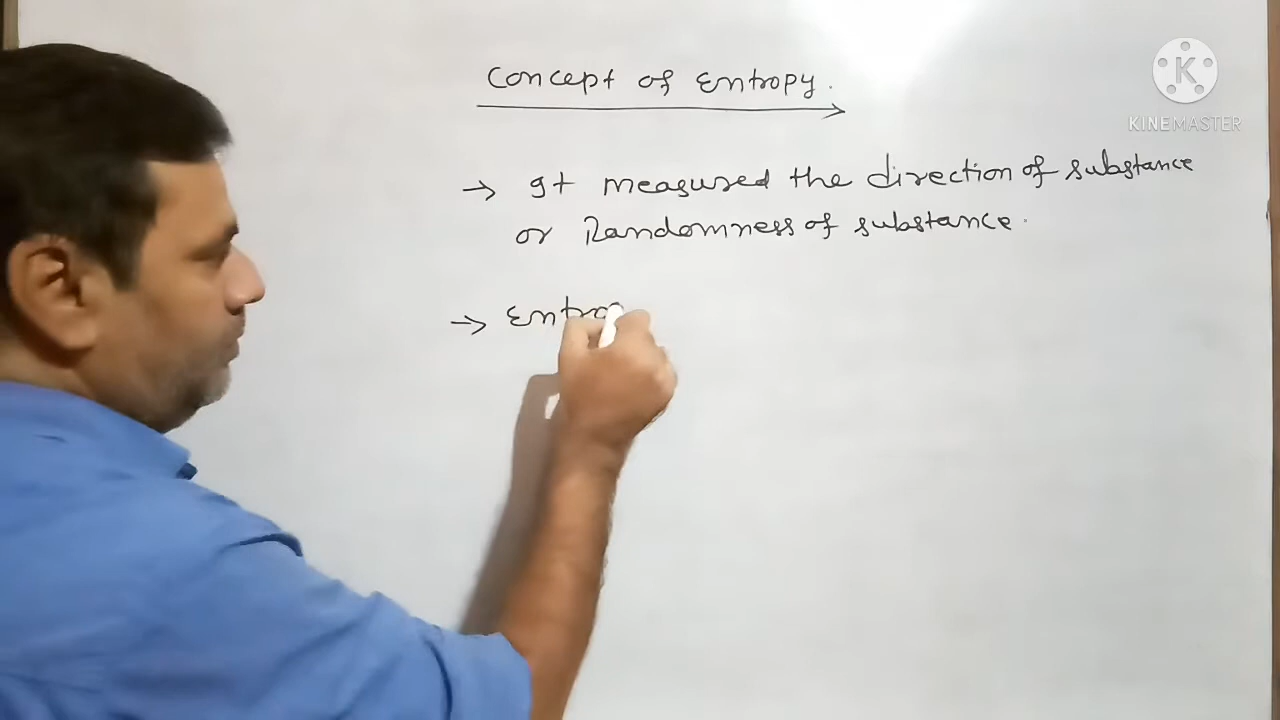 Concept of Entropy.
K
KINEMASTER
→ It measured the direction of substance
or Randomness of substance.
→ Entro